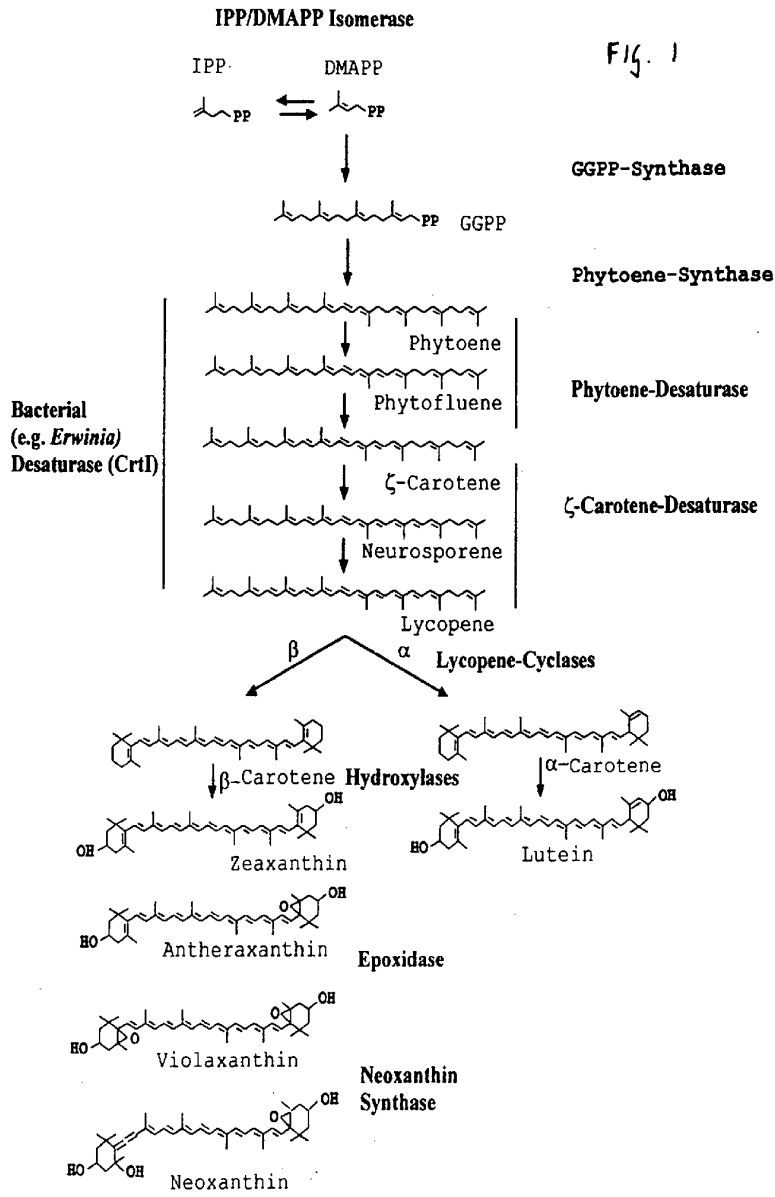 IPP/DMAPP Isomerase
Fig. 1
IPP
DMAPP
PP
PP
GGPP-Synthase
PP
GGPP
Phytoene-Synthase
Phytoene
Phytoene-Desaturase
Phytofluene
Bacterial
(e.g. Erwinia)
Desaturase (CrtI)
ζ-Carotene
ζ-Carotene-Desaturase
Neurosporene
Lycopene
β
α
Lycopene-Cyclases
β-Carotene
Hydroxylases
α-Carotene
OH
HO
Zeaxanthin
OH
HO
Lutein
OH
O
HO
Antheraxanthin
Epoxidase
OH
O
HO
O
Violaxanthin
Neoxanthin
Synthase
OH
O
HO
OH
Neoxanthin